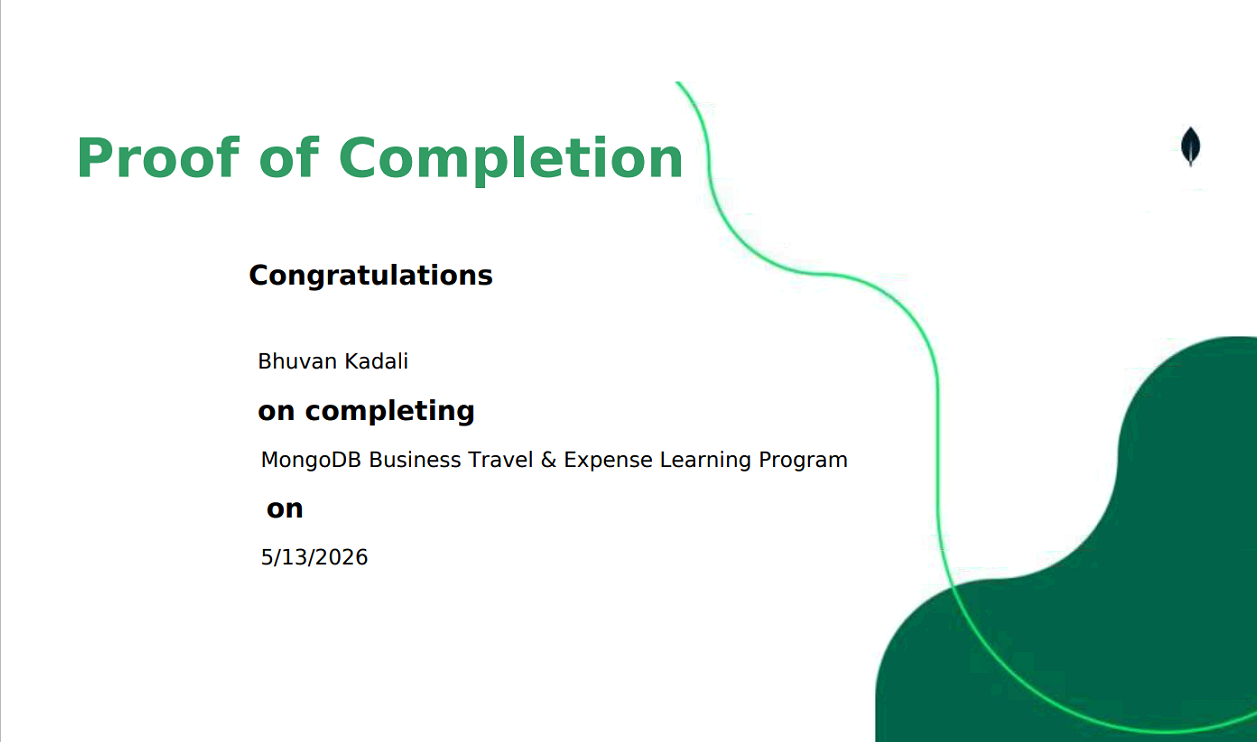 Proof of Completion
Congratulations
Bhuvan Kadali
on completing
MongoDB Business Travel & Expense Learning Program
on
5/13/2026